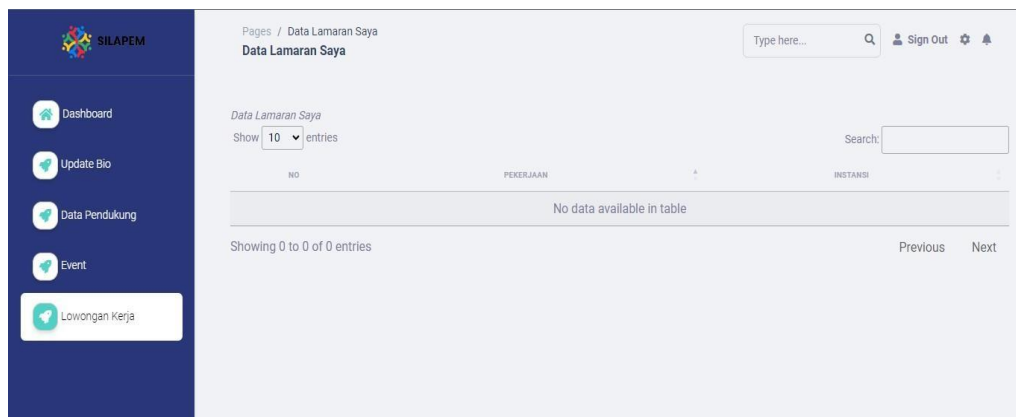 SILAPEM
Dashboard
Update Bio
Data Pendukung
Event
Lowongan Kerja
Pages / Data Lamaran Saya
Data Lamaran Saya
Type here...
Sign Out
Data Lamaran Saya
Show 10 entries
Search:
NO PEKERJAAN INSTANSI
No data available in table
Showing 0 to 0 of 0 entries
Previous Next